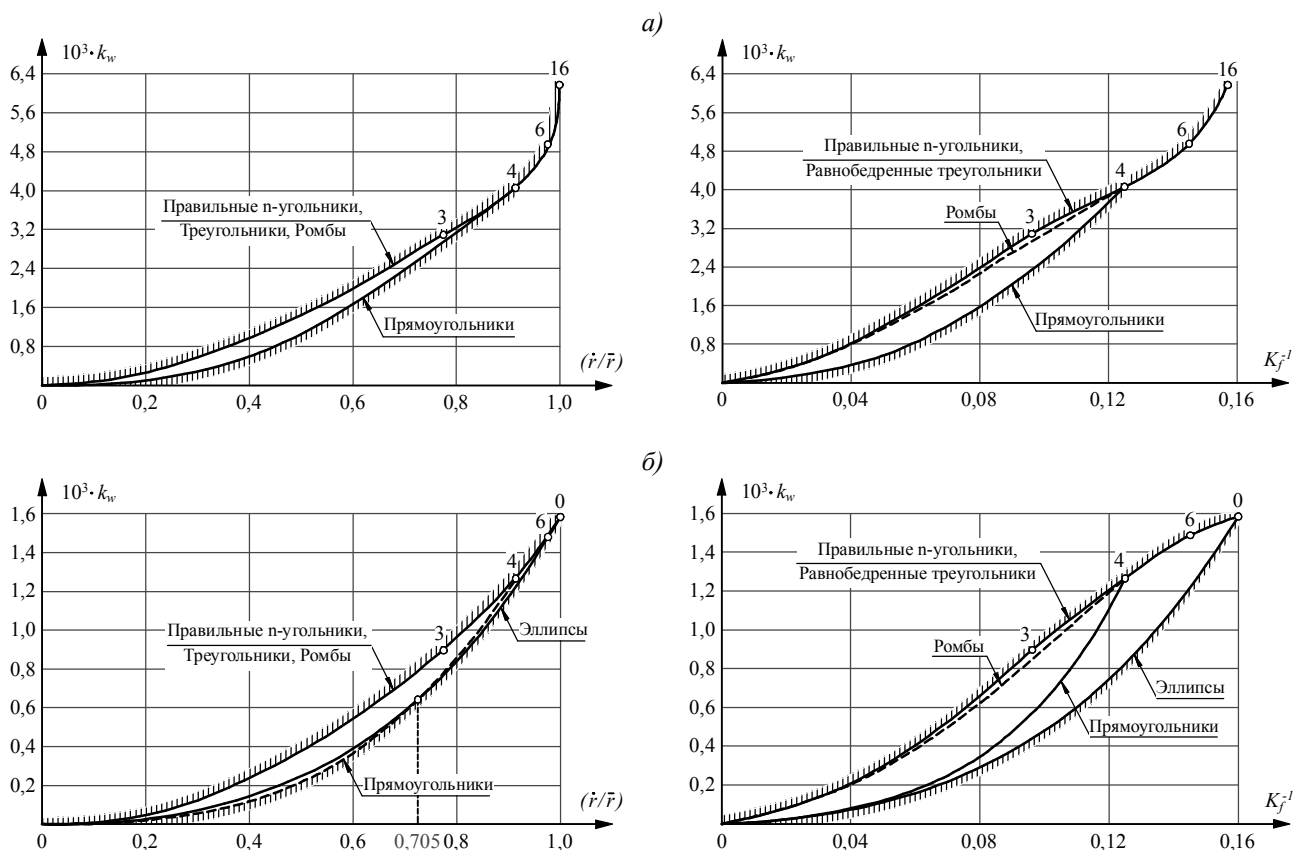 а)
10³·k_w
6,4
5,6
4,8
4,0
3,2
2,4
1,6
0,8
0
0,2
0,4
0,6
0,8
1,0
(ṙ/r̄)
3
4
6
16
Правильные n-угольники,
Треугольники, Ромбы
Прямоугольники
10³·k_w
6,4
5,6
4,8
4,0
3,2
2,4
1,6
0,8
0
0,04
0,08
0,12
0,16
K_f⁻¹
3
4
6
16
Правильные n-угольники,
Равнобедренные треугольники
Ромбы
Прямоугольники
б)
10³·k_w
1,6
1,4
1,2
1,0
0,8
0,6
0,4
0,2
0
0,2
0,4
0,6
0,705
0,8
1,0
(ṙ/r̄)
3
4
6
0
Правильные n-угольники,
Треугольники, Ромбы
Эллипсы
Прямоугольники
10³·k_w
1,6
1,4
1,2
1,0
0,8
0,6
0,4
0,2
0
0,04
0,08
0,12
0,16
K_f⁻¹
3
4
6
0
Правильные n-угольники,
Равнобедренные треугольники
Ромбы
Эллипсы
Прямоугольники